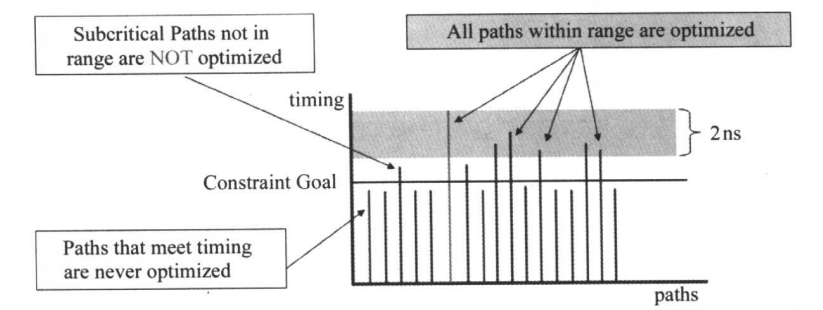 Subcritical Paths not in
range are NOT optimized
All paths within range are optimized
timing
2ns
Constraint Goal
Paths that meet timing
are never optimized
paths